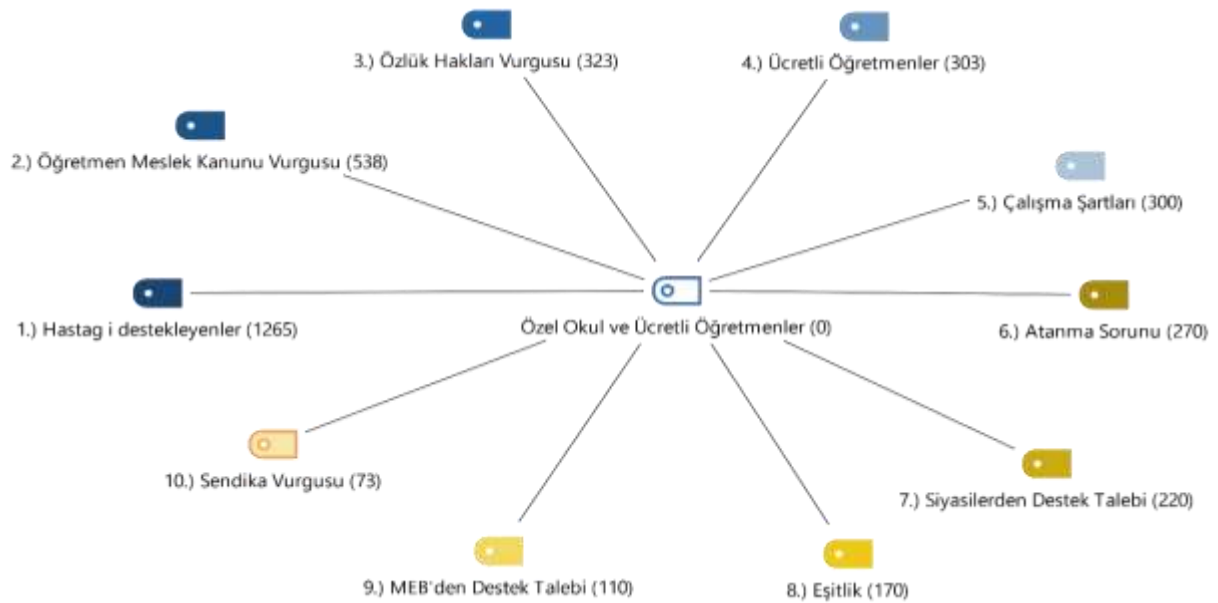 3.) Özlük Hakları Vurgusu (323)
4.) Ücretli Öğretmenler (303)
2.) Öğretmen Meslek Kanunu Vurgusu (538)
5.) Çalışma Şartları (300)
1.) Hastag i destekleyenler (1265)
Özel Okul ve Ücretli Öğretmenler (0)
6.) Atanma Sorunu (270)
10.) Sendika Vurgusu (73)
7.) Siyasilerden Destek Talebi (220)
9.) MEB'den Destek Talebi (110)
8.) Eşitlik (170)